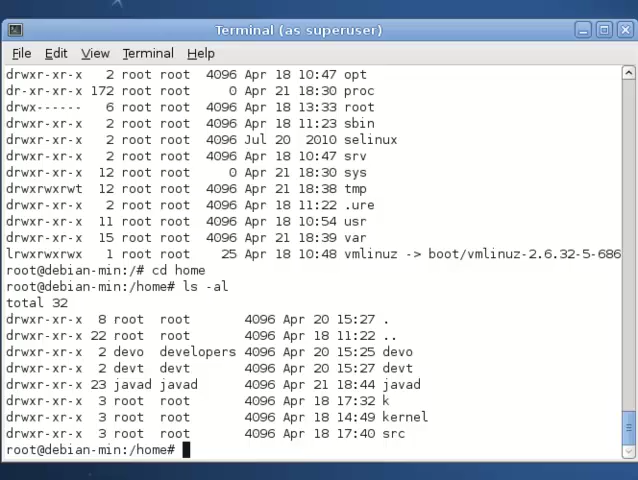 Terminal (as superuser)
File Edit View Terminal Help
drwxr-xr-x 2 root root 4096 Apr 18 10:47 opt
dr-xr-xr-x 172 root root 0 Apr 21 18:30 proc
drwx------ 6 root root 4096 Apr 18 13:33 root
drwxr-xr-x 2 root root 4096 Apr 18 11:23 sbin
drwxr-xr-x 2 root root 4096 Jul 20 2010 selinux
drwxr-xr-x 2 root root 4096 Apr 18 10:47 srv
drwxr-xr-x 12 root root 0 Apr 21 18:30 sys
drwxrwxrwt 12 root root 4096 Apr 21 18:38 tmp
drwxr-xr-x 2 root root 4096 Apr 18 11:22 .ure
drwxr-xr-x 11 root root 4096 Apr 18 10:54 usr
drwxr-xr-x 15 root root 4096 Apr 21 18:39 var
lrwxrwxrwx 1 root root 25 Apr 18 10:48 vmlinuz -> boot/vmlinuz-2.6.32-5-686
root@debian-min:/# cd home
root@debian-min:/home# ls -al
total 32
drwxr-xr-x 8 root root 4096 Apr 20 15:27 .
drwxr-xr-x 22 root root 4096 Apr 18 11:22 ..
drwxr-xr-x 2 devo developers 4096 Apr 20 15:25 devo
drwxr-xr-x 2 devt devt 4096 Apr 20 15:27 devt
drwxr-xr-x 23 javad javad 4096 Apr 21 18:44 javad
drwxr-xr-x 3 root root 4096 Apr 18 17:32 k
drwxr-xr-x 3 root root 4096 Apr 18 14:49 kernel
drwxr-xr-x 3 root root 4096 Apr 18 17:40 src
root@debian-min:/home#